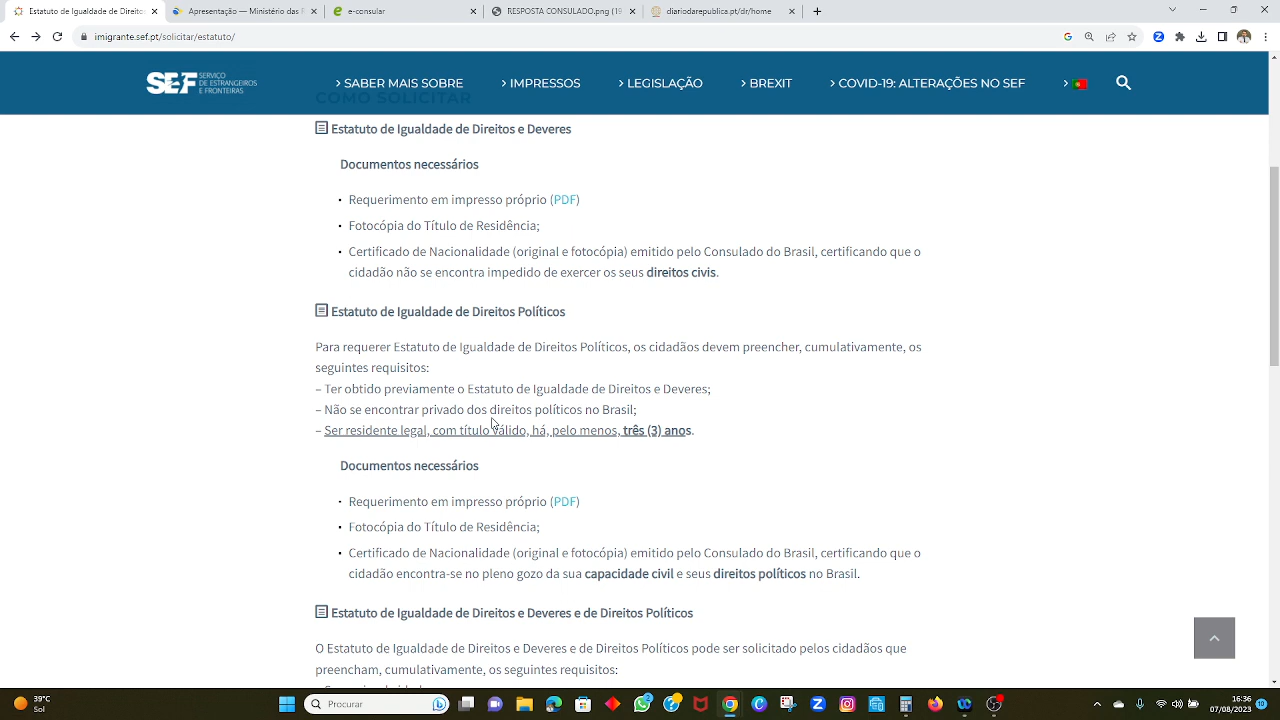 Estatuto de Igualdade de Direitos
Apresentação — Ministério das R
e-consular
RESPOSTA CONSULADO.png (19
diariodarepublica.pt/dr/home
imigrante.sef.pt/solicitar/estatuto/
SEF SERVIÇO DE ESTRANGEIROS E FRONTEIRAS
SABER MAIS SOBRE
IMPRESSOS
LEGISLAÇÃO
BREXIT
COVID-19: ALTERAÇÕES NO SEF
COMO SOLICITAR
Estatuto de Igualdade de Direitos e Deveres
Documentos necessários
• Requerimento em impresso próprio (PDF)
• Fotocópia do Título de Residência;
• Certificado de Nacionalidade (original e fotocópia) emitido pelo Consulado do Brasil, certificando que o
cidadão não se encontra impedido de exercer os seus direitos civis.
Estatuto de Igualdade de Direitos Políticos
Para requerer Estatuto de Igualdade de Direitos Políticos, os cidadãos devem preencher, cumulativamente, os
seguintes requisitos:
– Ter obtido previamente o Estatuto de Igualdade de Direitos e Deveres;
– Não se encontrar privado dos direitos políticos no Brasil;
– Ser residente legal, com título válido, há, pelo menos, três (3) anos.
Documentos necessários
• Requerimento em impresso próprio (PDF)
• Fotocópia do Título de Residência;
• Certificado de Nacionalidade (original e fotocópia) emitido pelo Consulado do Brasil, certificando que o
cidadão encontra-se no pleno gozo da sua capacidade civil e seus direitos políticos no Brasil.
Estatuto de Igualdade de Direitos e Deveres e de Direitos Políticos
O Estatuto de Igualdade de Direitos e Deveres e de Direitos Políticos pode ser solicitado pelos cidadãos que
preencham, cumulativamente, os seguintes requisitos:
33°C
Sol
Procurar
16:36
07/08/2023